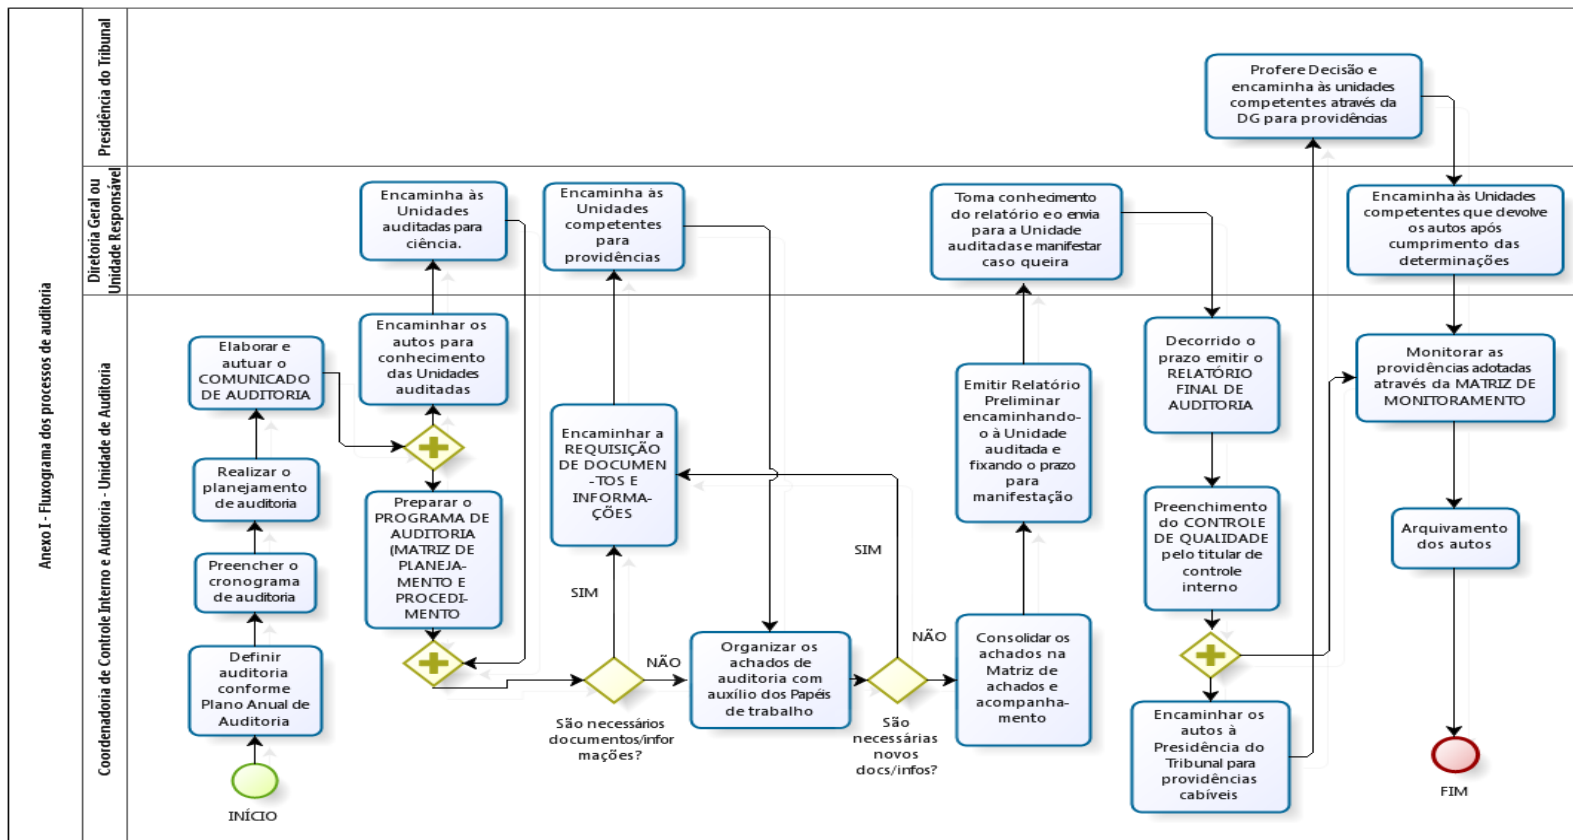 Anexo I - Fluxograma dos processos de auditoria
Presidência do Tribunal
Profere Decisão e
encaminha às unidades
competentes através da
DG para providências
Diretoria Geral ou
Unidade Responsável
Encaminha às
Unidades
auditadas para
ciência.
Encaminha às
Unidades
competentes
para
providências
Toma conhecimento
do relatório e o envia
para a Unidade
auditadas e manifestar
caso queira
Encaminha às Unidades
competentes que devolve
os autos após
cumprimento das
determinações
Coordenadoria de Controle Interno e Auditoria - Unidade de Auditoria
INÍCIO
Definir
auditoria
conforme
Plano Anual de
Auditoria
Preencher o
cronograma
de auditoria
Realizar o
planejamento
de auditoria
Elaborar e
autuar o
COMUNICADO
DE AUDITORIA
Encaminhar os
autos para
conhecimento
das Unidades
auditadas
Preparar o
PROGRAMA DE
AUDITORIA
(MATRIZ DE
PLANEJA-
MENTO E
PROCEDI-
MENTO
São necessários
documentos/infor
mações?
SIM
NÃO
Encaminhar a
REQUISIÇÃO
DE DOCUMEN
-TOS E
INFORMA-
ÇÕES
Organizar os
achados de
auditoria com
auxílio dos Papéis
de trabalho
São
necessárias
novos
docs/infos?
SIM
NÃO
Consolidar os
achados na
Matriz de
achados e
acompanha-
mento
Emitir Relatório
Preliminar
encaminhando-
o à Unidade
auditada e
fixando o prazo
para
manifestação
Decorrido o
prazo emitir o
RELATÓRIO
FINAL DE
AUDITORIA
Preenchimento
do CONTROLE
DE QUALIDADE
pelo titular de
controle
interno
Encaminhar os
autos à
Presidência do
Tribunal para
providências
cabíveis
Monitorar as
providências adotadas
através da MATRIZ DE
MONITORAMENTO
Arquivamento
dos autos
FIM